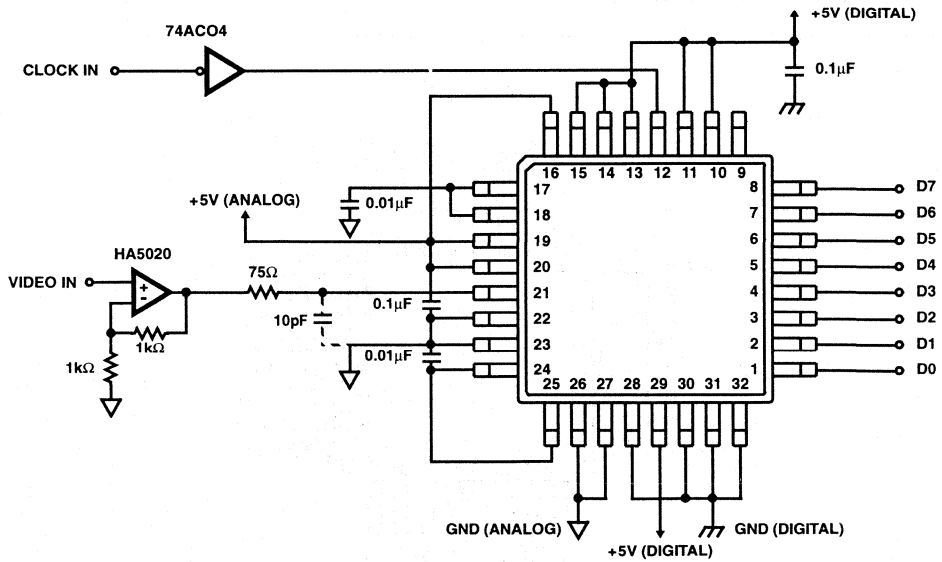 +5V (DIGITAL)
74ACO4
CLOCK IN
0.1µF
16 15 14 13 12 11 10 9
17 8 D7
0.01µF
+5V (ANALOG)
18 7 D6
19 6 D5
HA5020
20 5 D4
VIDEO IN
+
-
75Ω
21 4 D3
0.1µF
10pF
22 3 D2
1kΩ
23 2 D1
0.01µF
1kΩ
24 1 D0
25 26 27 28 29 30 31 32
GND (ANALOG)
GND (DIGITAL)
+5V (DIGITAL)